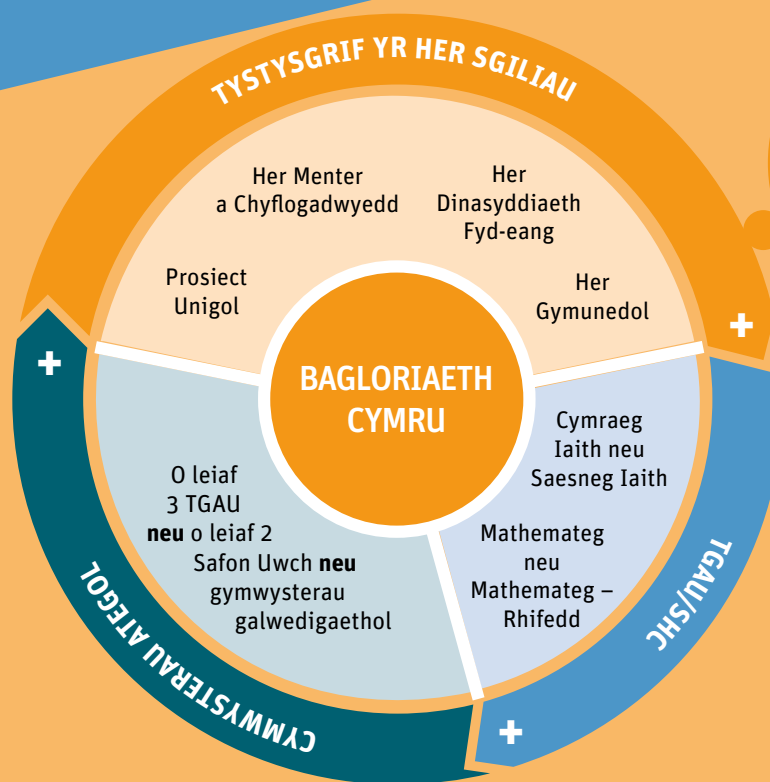 TYSTYSGRIF YR HER SGILIAU
Her Menter
a Chyflogadwyedd
Her
Dinasyddiaeth
Fyd-eang
Prosiect
Unigol
Her
Gymunedol
+
+
BAGLORIAETH
CYMRU
Cymraeg
Iaith neu
Saesneg Iaith
Mathemateg
neu
Mathemateg –
Rhifedd
TGAU/SHC
+
O leiaf
3 TGAU
neu o leiaf 2
Safon Uwch neu
gymwysterau
galwedigaethol
CYMWYSTERAU ATEGOL